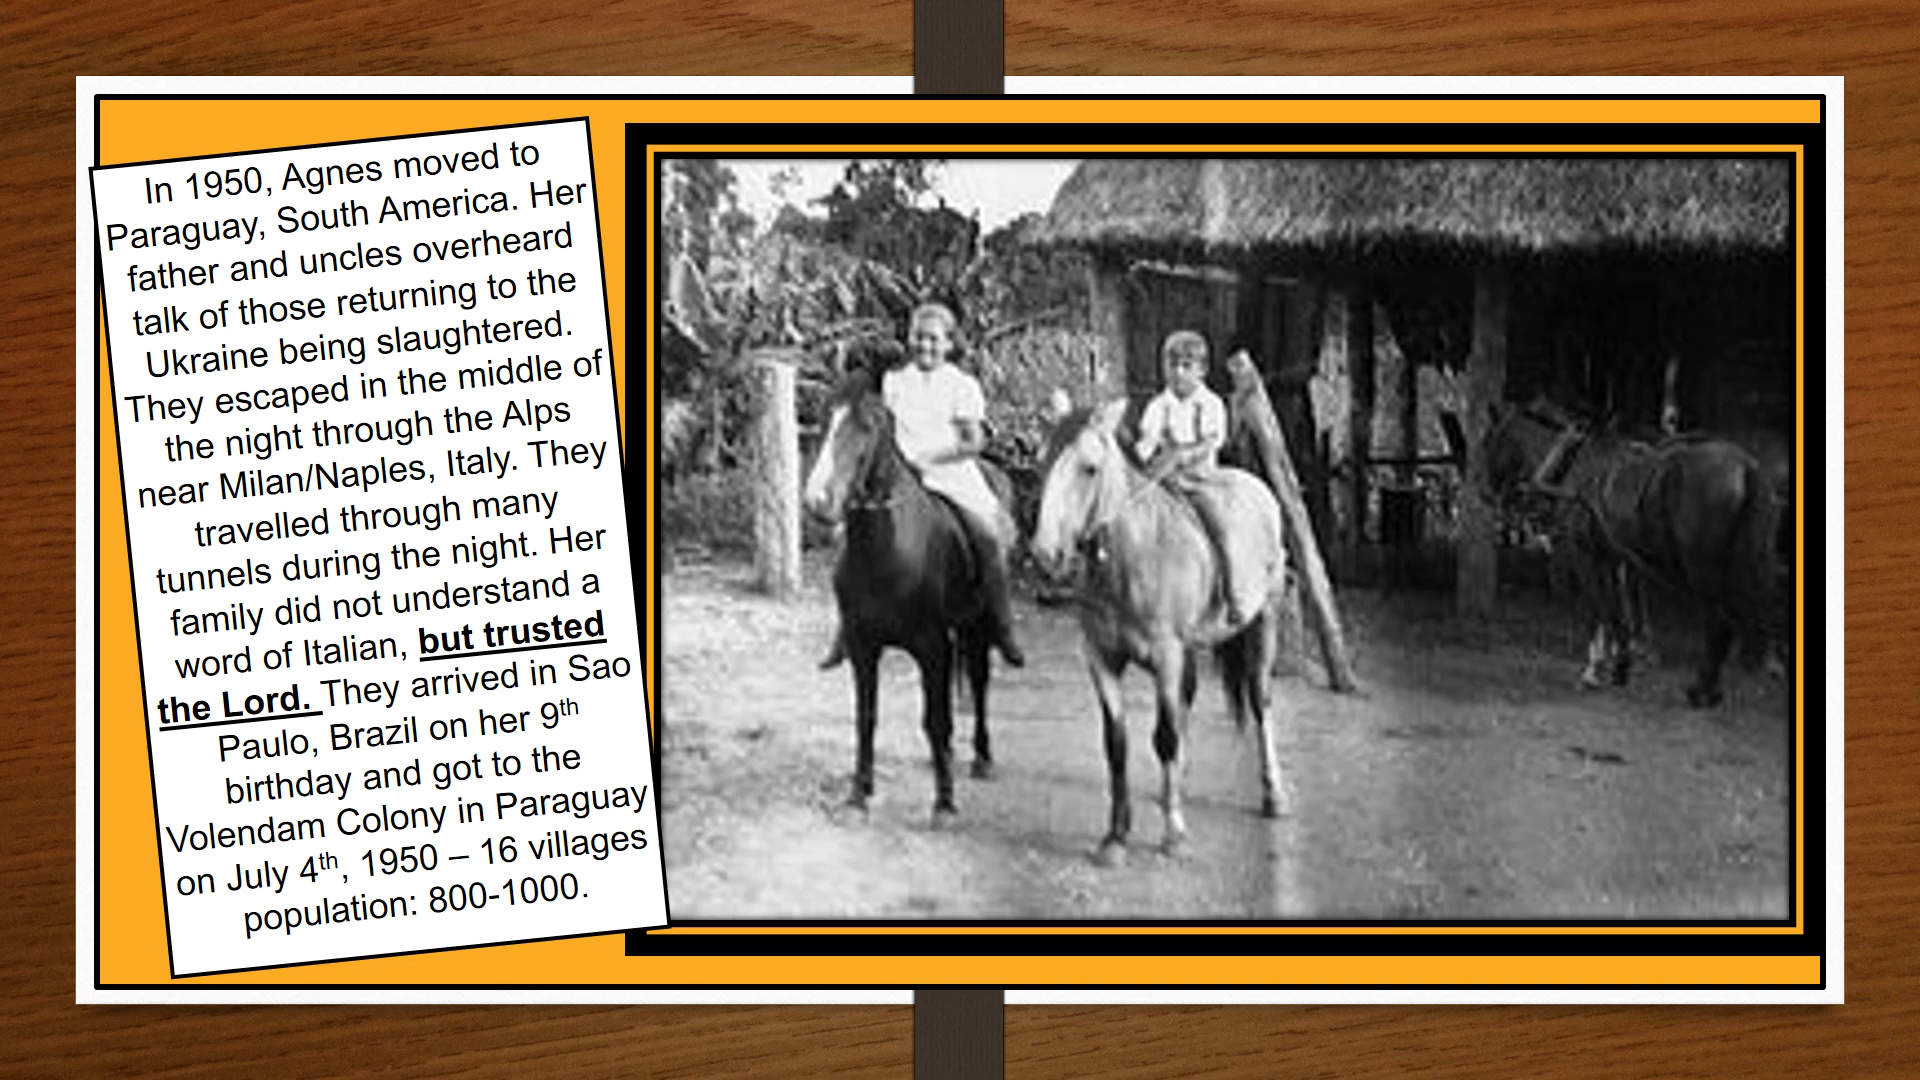 In 1950, Agnes moved to
Paraguay, South America. Her
father and uncles overheard
talk of those returning to the
Ukraine being slaughtered.
They escaped in the middle of
the night through the Alps
near Milan/Naples, Italy. They
travelled through many
tunnels during the night. Her
family did not understand a
word of Italian, but trusted
the Lord. They arrived in Sao
Paulo, Brazil on her 9th
birthday and got to the
Volendam Colony in Paraguay
on July 4th, 1950 – 16 villages
population: 800-1000.